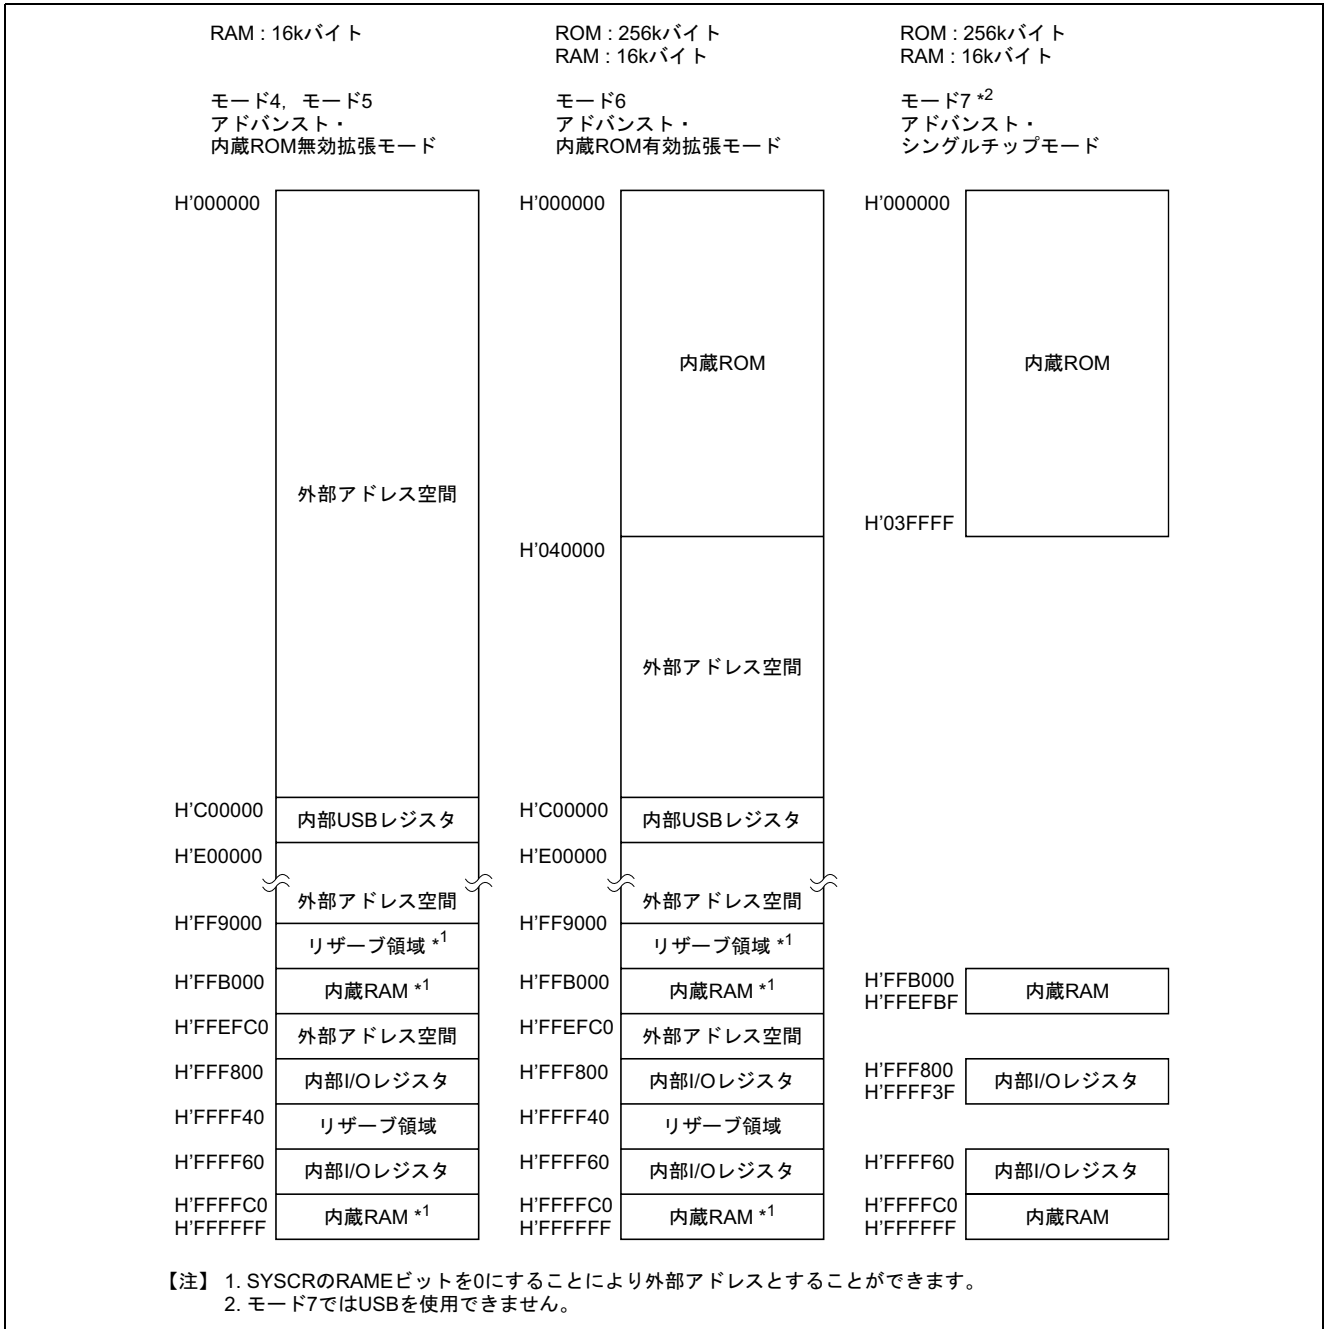 RAM : 16kバイト
モード4, モード5
アドバンスト・
内蔵ROM無効拡張モード
H'000000
外部アドレス空間
H'C00000
内部USBレジスタ
H'E00000
外部アドレス空間
H'FF9000
リザーブ領域 *1
H'FFB000
内蔵RAM *1
H'FFEFC0
外部アドレス空間
H'FFF800
内部I/Oレジスタ
H'FFFF40
リザーブ領域
H'FFFF60
内部I/Oレジスタ
H'FFFFC0
H'FFFFFF
内蔵RAM *1
ROM : 256kバイト
RAM : 16kバイト
モード6
アドバンスト・
内蔵ROM有効拡張モード
H'000000
内蔵ROM
H'040000
外部アドレス空間
H'C00000
内部USBレジスタ
H'E00000
外部アドレス空間
H'FF9000
リザーブ領域 *1
H'FFB000
内蔵RAM *1
H'FFEFC0
外部アドレス空間
H'FFF800
内部I/Oレジスタ
H'FFFF40
リザーブ領域
H'FFFF60
内部I/Oレジスタ
H'FFFFC0
H'FFFFFF
内蔵RAM *1
ROM : 256kバイト
RAM : 16kバイト
モード7 *2
アドバンスト・
シングルチップモード
H'000000
内蔵ROM
H'03FFFF
H'FFB000
H'FFEFBF
内蔵RAM
H'FFF800
H'FFFF3F
内部I/Oレジスタ
H'FFFF60
内部I/Oレジスタ
H'FFFFC0
H'FFFFFF
内蔵RAM
【注】 1. SYSCRのRAMEビットを0にすることにより外部アドレスとすることができます。
2. モード7ではUSBを使用できません。